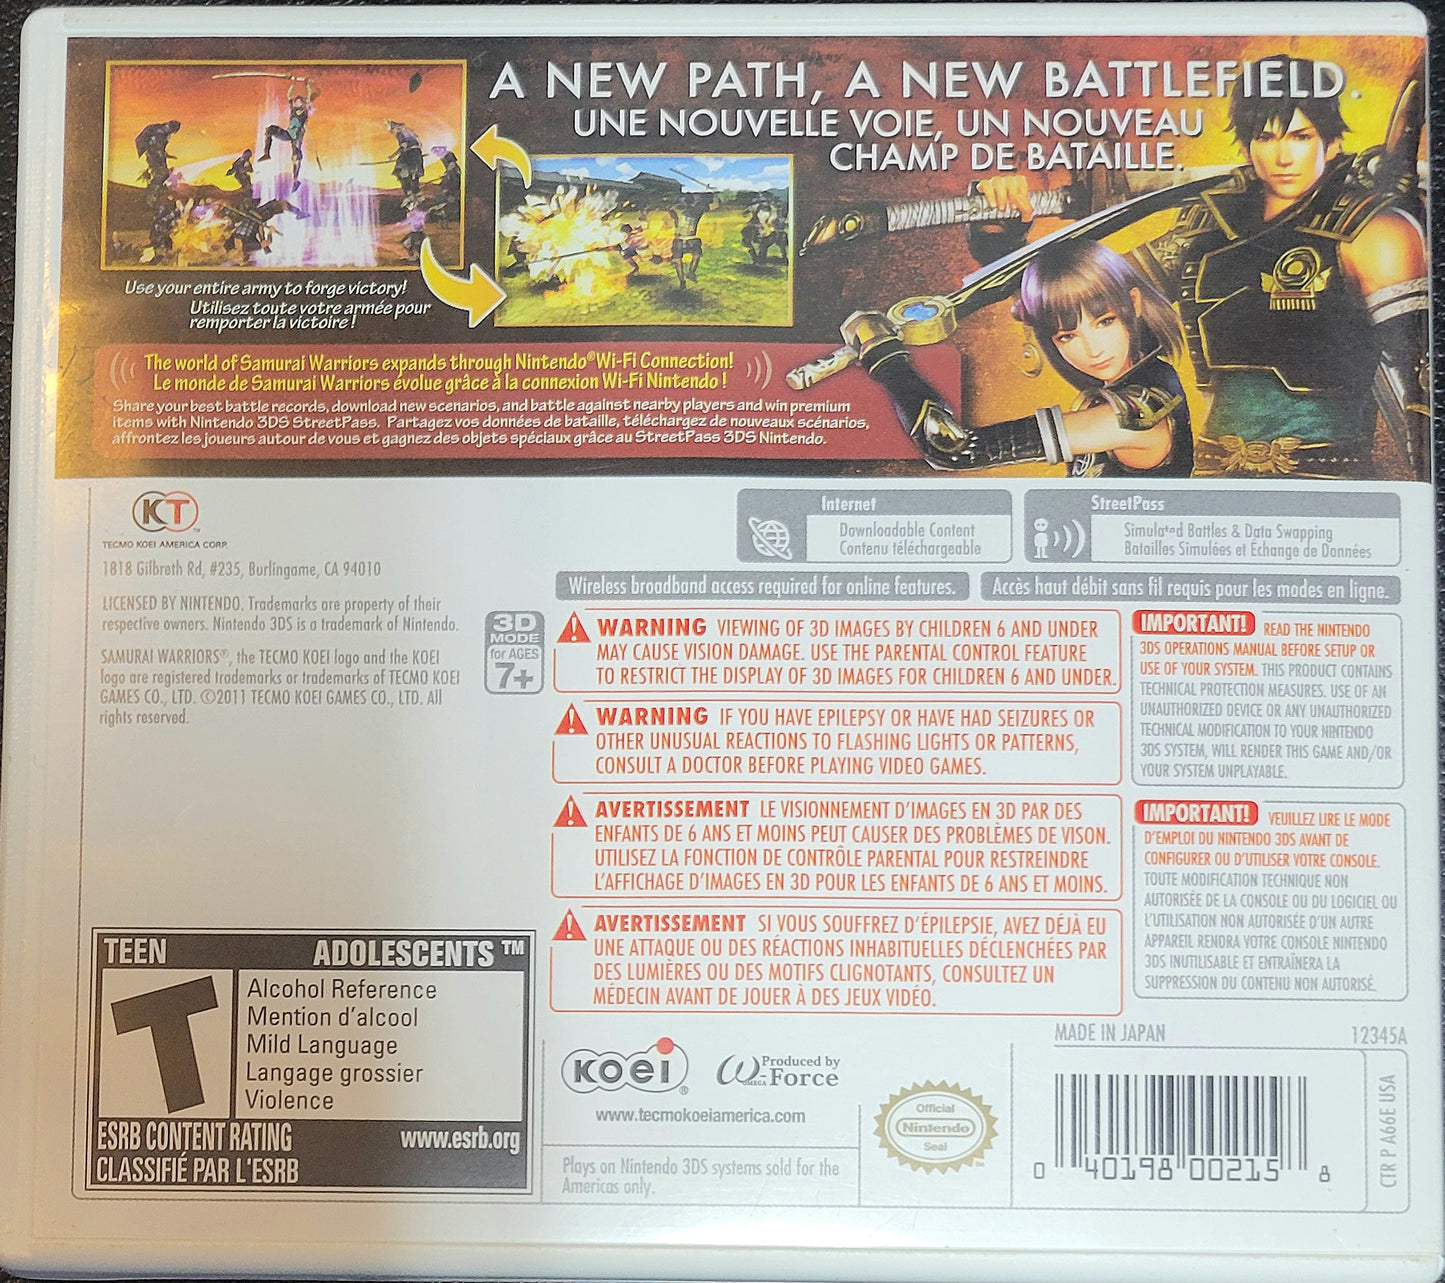 A NEW PATH, A NEW BATTLEFIELD.
UNE NOUVELLE VOIE, UN NOUVEAU
CHAMP DE BATAILLE.
Use your entire army to forge victory!
Utilisez toute votre armée pour
remporter la victoire !
The world of Samurai Warriors expands through Nintendo® Wi-Fi Connection!
Le monde de Samurai Warriors évolue grâce à la connexion Wi-Fi Nintendo !
Share your best battle records, download new scenarios, and battle against nearby players and win premium
items with Nintendo 3DS StreetPass. Partagez vos données de bataille, téléchargez de nouveaux scénarios,
affrontez les joueurs autour de vous et gagnez des objets spéciaux grâce au StreetPass 3DS Nintendo.
KT™
TECMO KOEI AMERICA CORP.
1818 Gilbreth Rd, #235, Burlingame, CA 94010
LICENSED BY NINTENDO. Trademarks are property of their
respective owners. Nintendo 3DS is a trademark of Nintendo.
SAMURAI WARRIORS®, the TECMO KOEI logo and the KOEI
logo are registered trademarks or trademarks of TECMO KOEI
GAMES CO., LTD. ©2011 TECMO KOEI GAMES CO., LTD. All
rights reserved.
Internet
Downloadable Content
Contenu téléchargeable
StreetPass
Simulated Battles & Data Swapping
Batailles Simulées et Échange de Données
Wireless broadband access required for online features.
Accès haut débit sans fil requis pour les modes en ligne.
3D
MODE
for AGES
7+
WARNING VIEWING OF 3D IMAGES BY CHILDREN 6 AND UNDER
MAY CAUSE VISION DAMAGE. USE THE PARENTAL CONTROL FEATURE
TO RESTRICT THE DISPLAY OF 3D IMAGES FOR CHILDREN 6 AND UNDER.
WARNING IF YOU HAVE EPILEPSY OR HAVE HAD SEIZURES OR
OTHER UNUSUAL REACTIONS TO FLASHING LIGHTS OR PATTERNS,
CONSULT A DOCTOR BEFORE PLAYING VIDEO GAMES.
AVERTISSEMENT LE VISIONNEMENT D'IMAGES EN 3D PAR DES
ENFANTS DE 6 ANS ET MOINS PEUT CAUSER DES PROBLÈMES DE VISON.
UTILISEZ LA FONCTION DE CONTRÔLE PARENTAL POUR RESTREINDRE
L'AFFICHAGE D'IMAGES EN 3D POUR LES ENFANTS DE 6 ANS ET MOINS.
AVERTISSEMENT SI VOUS SOUFFREZ D'ÉPILEPSIE, AVEZ DÉJÀ EU
UNE ATTAQUE OU DES RÉACTIONS INHABITUELLES DÉCLENCHÉES PAR
DES LUMIÈRES OU DES MOTIFS CLIGNOTANTS, CONSULTEZ UN
MÉDECIN AVANT DE JOUER À DES JEUX VIDÉO.
IMPORTANT! READ THE NINTENDO
3DS OPERATIONS MANUAL BEFORE SETUP OR
USE OF YOUR SYSTEM. THIS PRODUCT CONTAINS
TECHNICAL PROTECTION MEASURES. USE OF AN
UNAUTHORIZED DEVICE OR ANY UNAUTHORIZED
TECHNICAL MODIFICATION TO YOUR NINTENDO
3DS SYSTEM, WILL RENDER THIS GAME AND/OR
YOUR SYSTEM UNPLAYABLE.
IMPORTANT! VEUILLEZ LIRE LE MODE
D'EMPLOI DU NINTENDO 3DS AVANT DE
CONFIGURER OU D'UTILISER VOTRE CONSOLE.
TOUTE MODIFICATION TECHNIQUE NON
AUTORISÉE DE LA CONSOLE OU DU LOGICIEL OU
L'UTILISATION NON AUTORISÉE D'UN AUTRE
APPAREIL RENDRA VOTRE CONSOLE NINTENDO
3DS INUTILISABLE ET ENTRAÎNERA LA
SUPPRESSION DU CONTENU NON AUTORISÉ.
TEEN ADOLESCENTS ™
T
Alcohol Reference
Mention d'alcool
Mild Language
Langage grossier
Violence
ESRB CONTENT RATING www.esrb.org
CLASSIFIÉ PAR L'ESRB
KOEI®
ω-Force
OMEGA
Produced by
www.tecmokoeiamerica.com
Plays on Nintendo 3DS systems sold for the
Americas only.
Official
Nintendo
Seal
™
MADE IN JAPAN
12345A
0 40198 00215 8
CTR P A66E USA